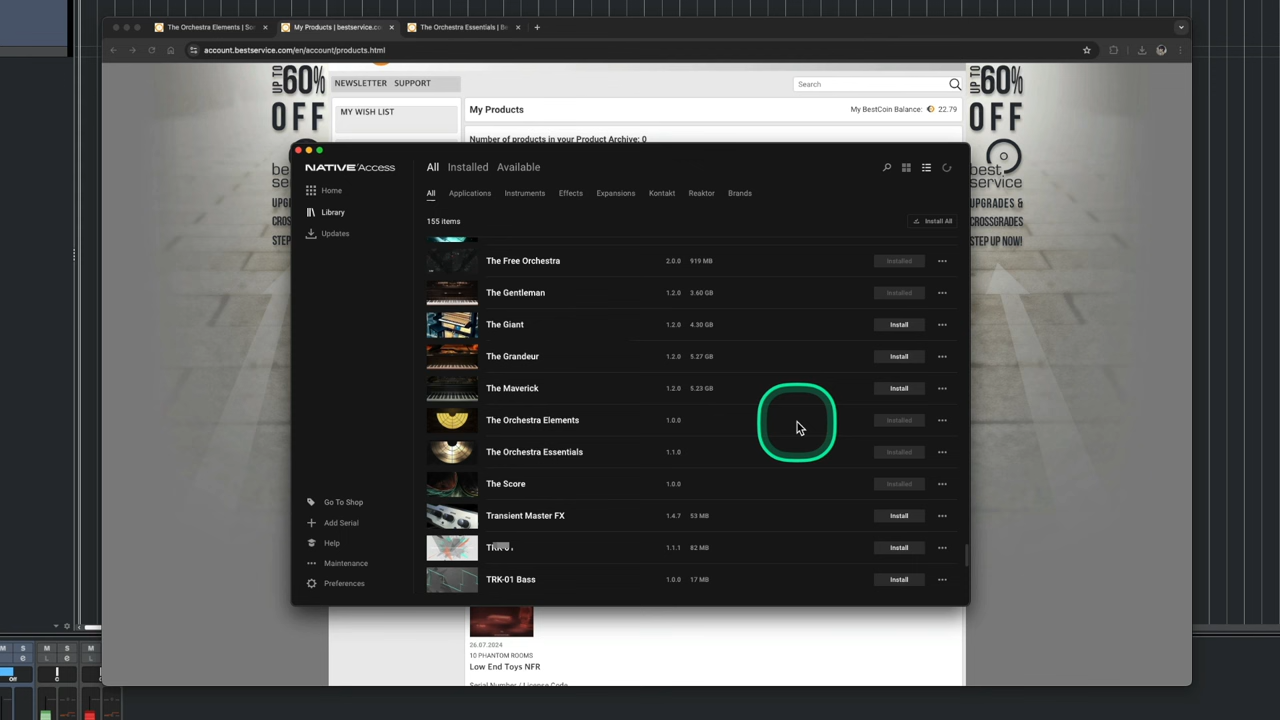 The Orchestra Elements | So
My Products | bestservice.co
The Orchestra Essentials | Be
account.bestservice.com/en/account/products.html
UP TO 60% OFF
best service
UPGRADES &
CROSSGRADES
STEP UP NOW!
NEWSLETTER SUPPORT
Search
MY WISH LIST
My Products
My BestCoin Balance: 22.79
Number of products in your Product Archive: 0
NATIVE ACCESS
Home
Library
Updates
Go To Shop
Add Serial
Help
Maintenance
Preferences
All Installed Available
All Applications Instruments Effects Expansions Kontakt Reaktor Brands
155 items
Install All
The Free Orchestra 2.0.0 919 MB Installed
The Gentleman 1.2.0 3.60 GB Installed
The Giant 1.2.0 4.30 GB Install
The Grandeur 1.2.0 5.27 GB Install
The Maverick 1.2.0 5.23 GB Install
The Orchestra Elements 1.0.0 Installed
The Orchestra Essentials 1.1.0 Installed
The Score 1.0.0 Installed
Transient Master FX 1.4.7 53 MB Install
1.1.1 82 MB Install
TRK-01 Bass 1.0.0 17 MB Install
26.07.2024
10 PHANTOM ROOMS
Low End Toys NFR
Serial Number / License Code
M S M L M L
e e e
Off C C